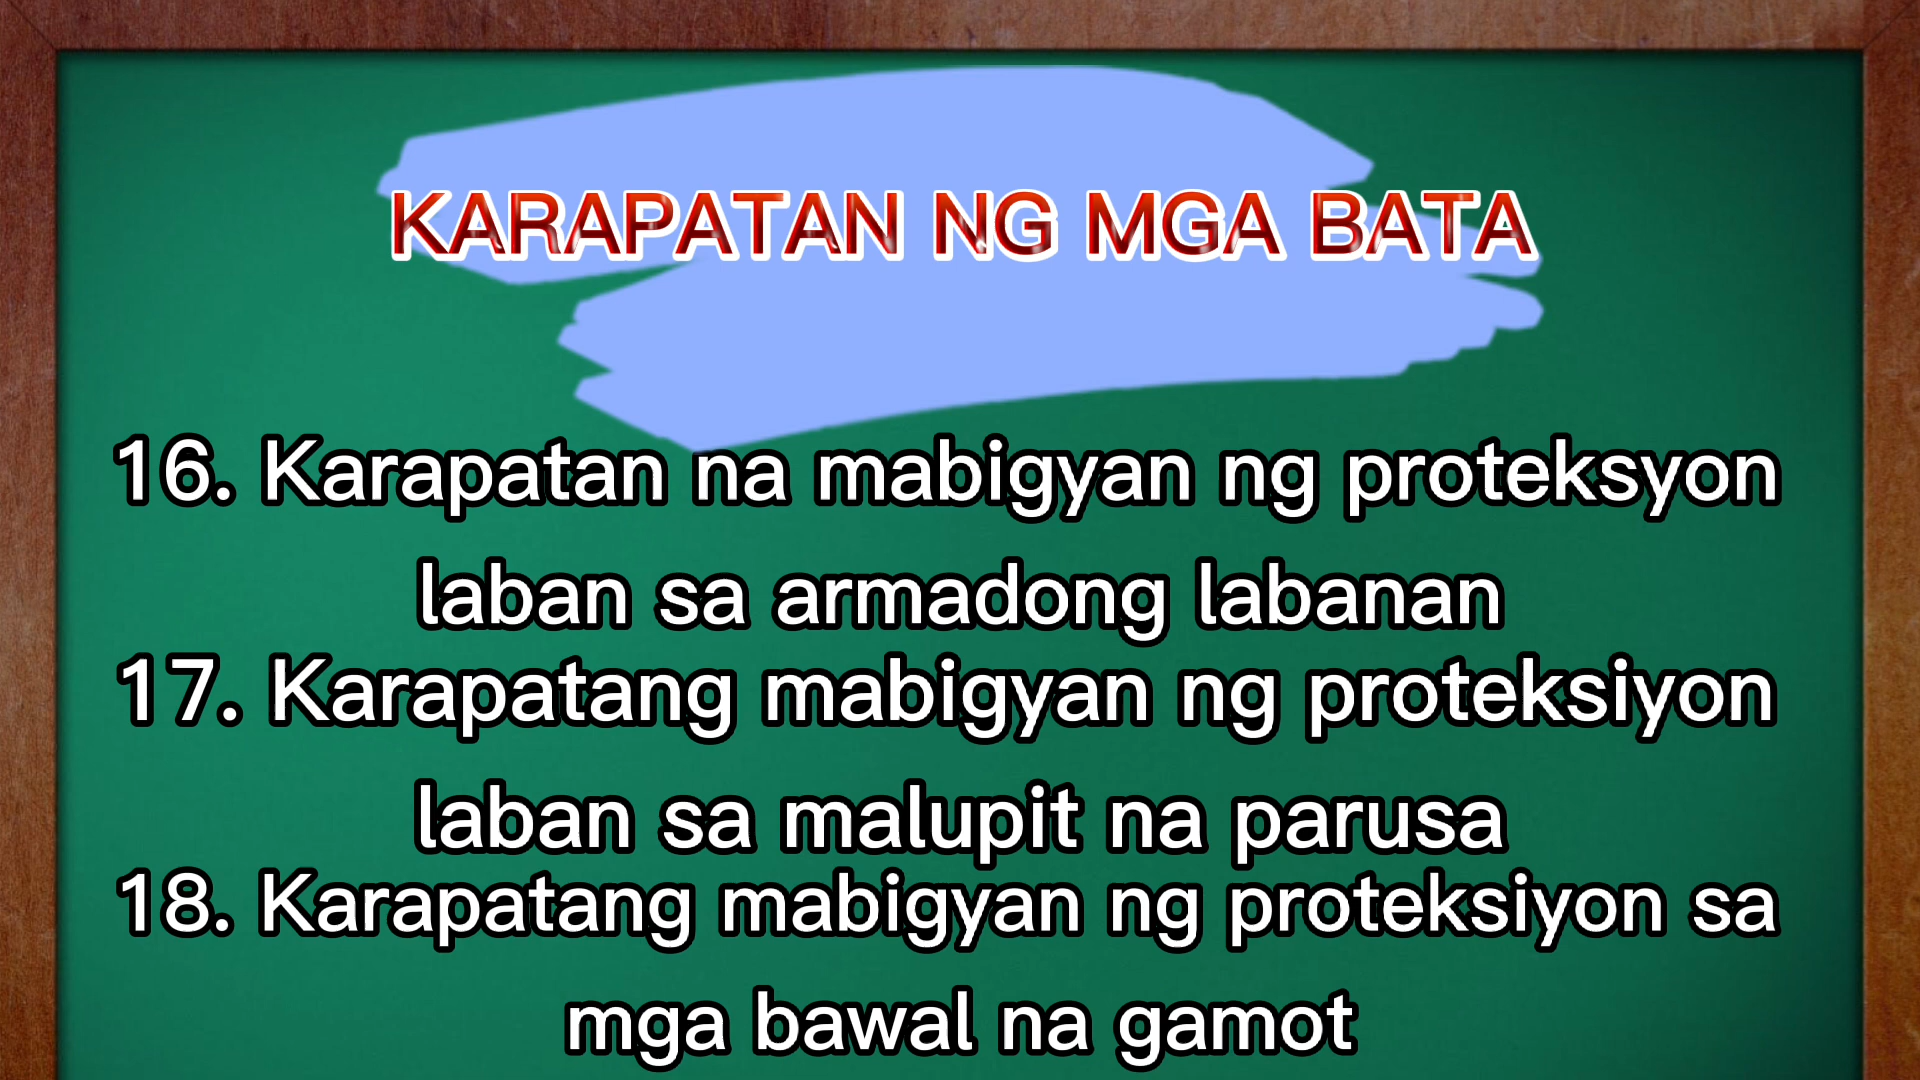 KARAPATAN NG MGA BATA
16. Karapatan na mabigyan ng proteksyon
laban sa armadong labanan
17. Karapatang mabigyan ng proteksiyon
laban sa malupit na parusa
18. Karapatang mabigyan ng proteksiyon sa
mga bawal na gamot